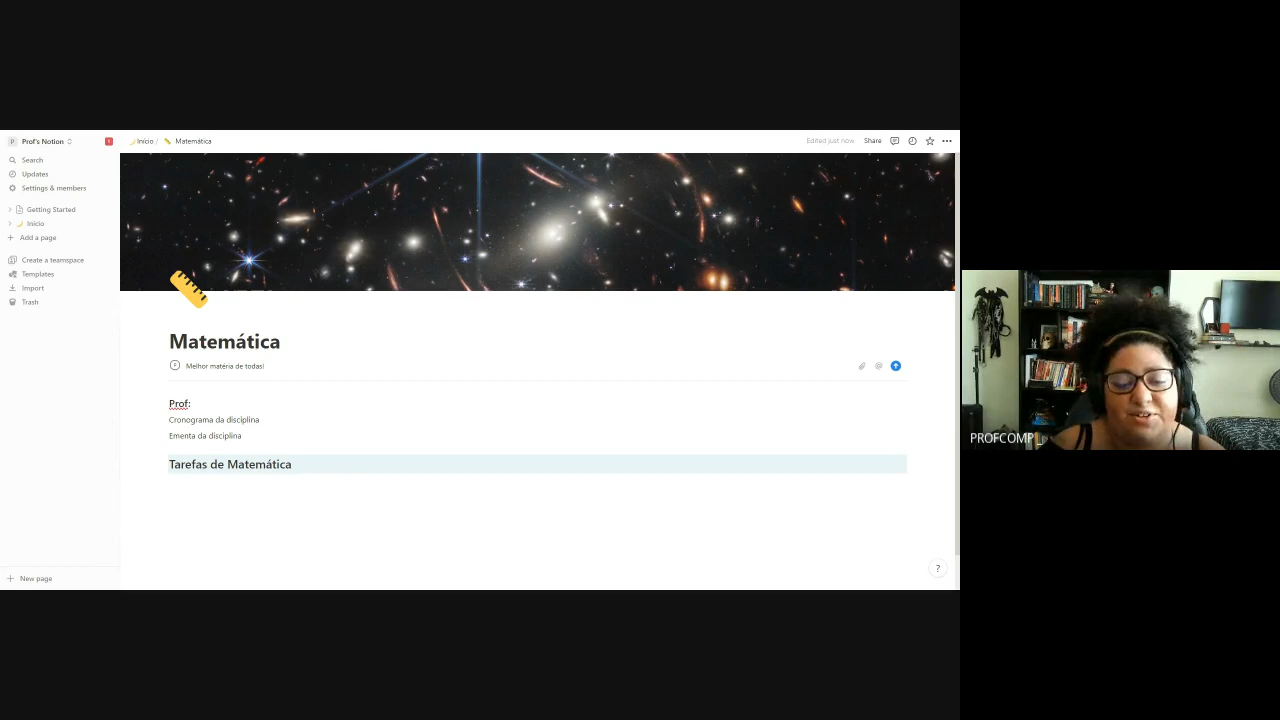 P Prof's Notion
Início / Matemática
Edited just now Share
Search
Updates
Settings & members
Getting Started
Início
Add a page
Create a teamspace
Templates
Import
Trash
Matemática
Melhor matéria de todas!
Prof:
Cronograma da disciplina
Ementa da disciplina
Tarefas de Matemática
New page
?
PROFCOMP_